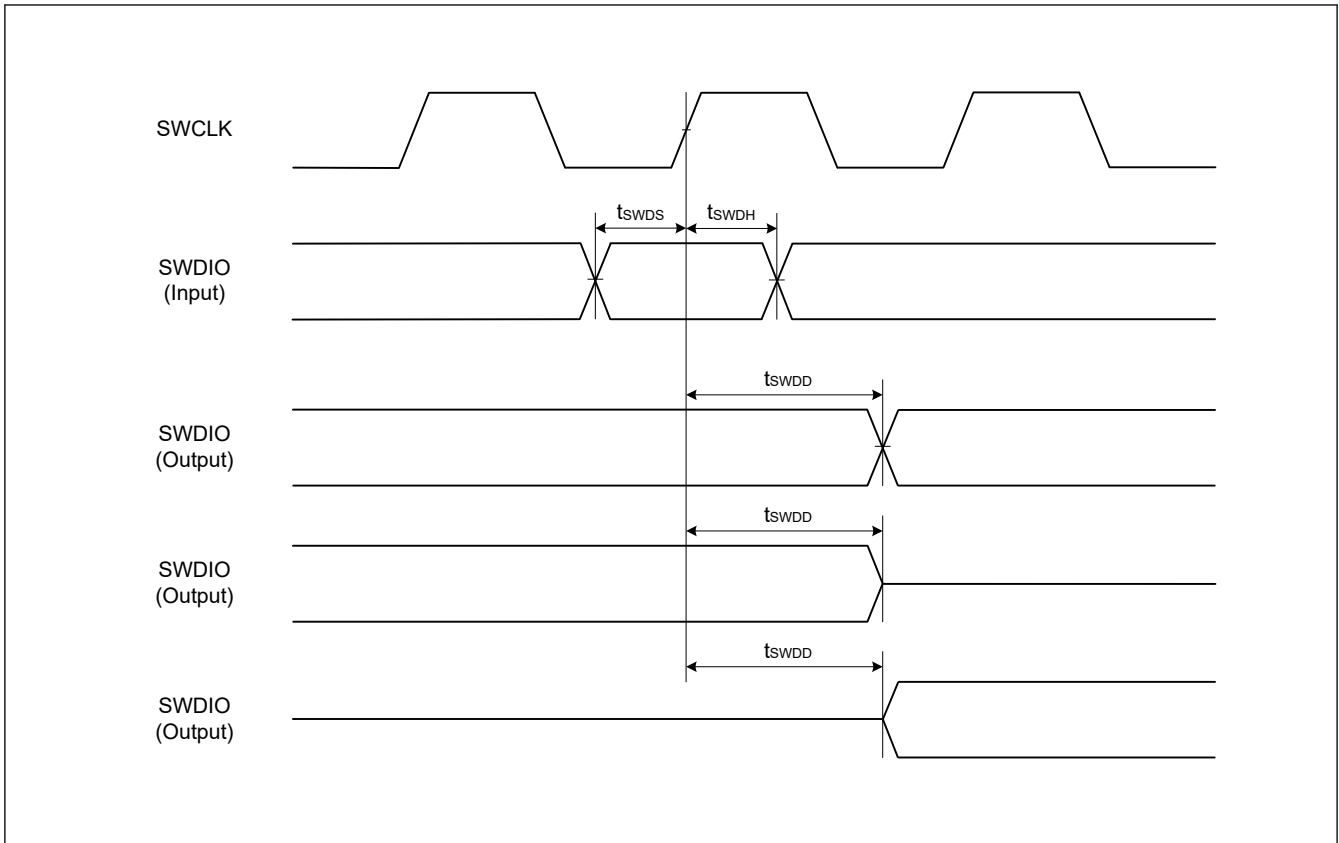 SWCLK
tSWDS
tSWDH
SWDIO
(Input)
tSWDD
SWDIO
(Output)
tSWDD
SWDIO
(Output)
tSWDD
SWDIO
(Output)